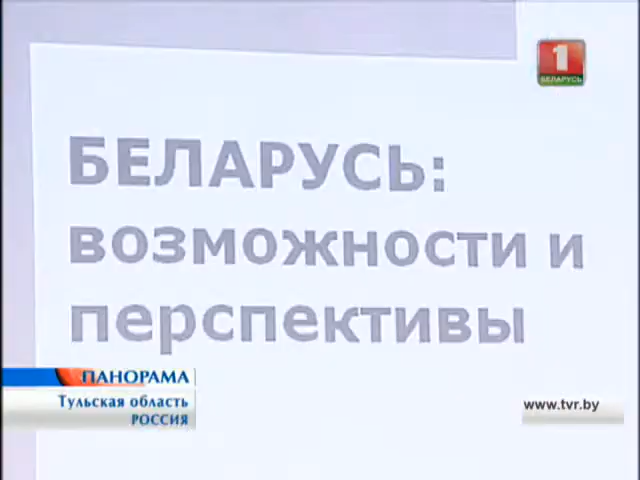 1
БЕЛАРУСЬ
БЕЛАРУСЬ:
возможности и
перспективы
ПАНОРАМА
Тульская область
РОССИЯ
www.tvr.by